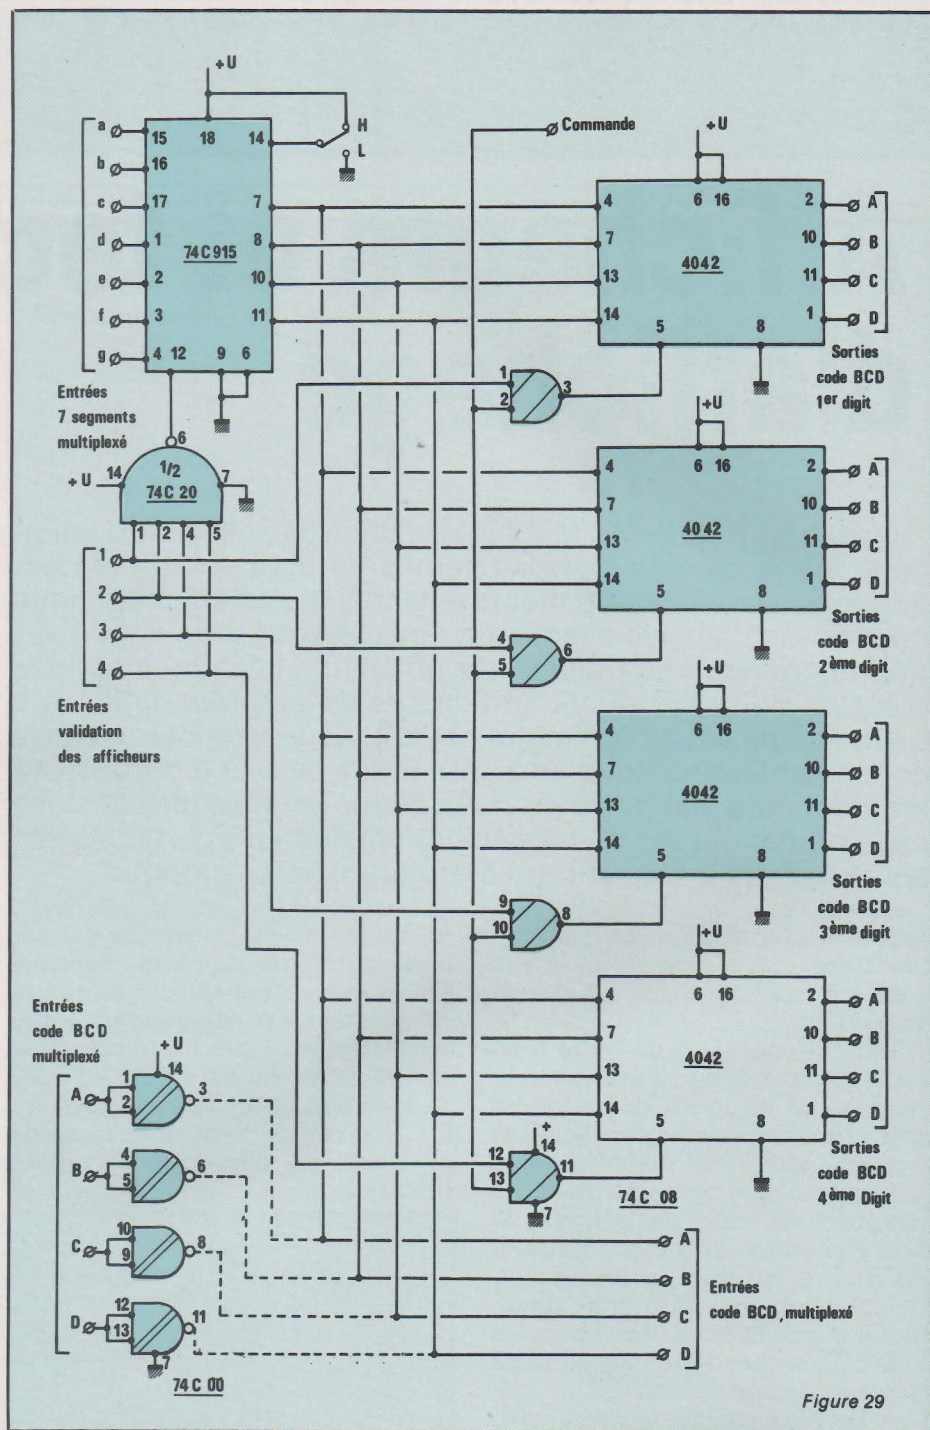 +U
a 15 18 14 H
L
b 16
c 17 7
d 1 8
74C915
e 2 10
f 3 11
g 4 12 9 6
Entrées
7 segments
multiplexé
6
+U 14 1/2 7
74C 20
1 2 4 5
1
2
3
4
Entrées
validation
des afficheurs
Commande
+U
4 6 16 2 A
7 10 B
4042
13 11 C
14 5 8 1 D
Sorties
code BCD
1er digit
1
2 3
+U
4 6 16 2 A
7 10 B
4042
13 11 C
14 5 8 1 D
Sorties
code BCD
2ème digit
4
5 6
+U
4 6 16 2 A
7 10 B
4042
13 11 C
14 5 8 1 D
Sorties
code BCD
3ème digit
9
10 8
+U
4 6 16 2 A
7 10 B
4042
13 11 C
14 5 8 1 D
Sorties
code BCD
4ème Digit
+
12 14
13 11
7
74C 08
Entrées
code BCD
multiplexé
+U
A 1 14 3
2
B 4 6
5
C 10 8
9
D 12 11
13
7
74C 00
A
B
C
D
Entrées
code BCD, multiplexé
Figure 29